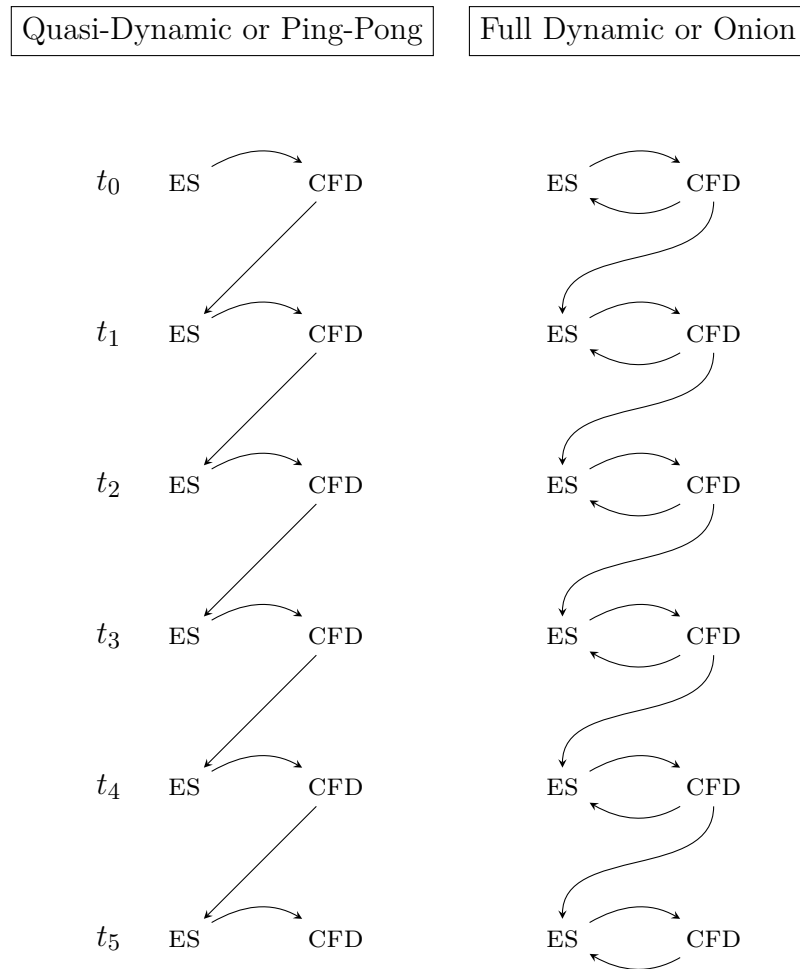 Quasi-Dynamic or Ping-Pong Full Dynamic or Onion
t₀ ES CFD ES CFD
t₁ ES CFD ES CFD
t₂ ES CFD ES CFD
t₃ ES CFD ES CFD
t₄ ES CFD ES CFD
t₅ ES CFD ES CFD